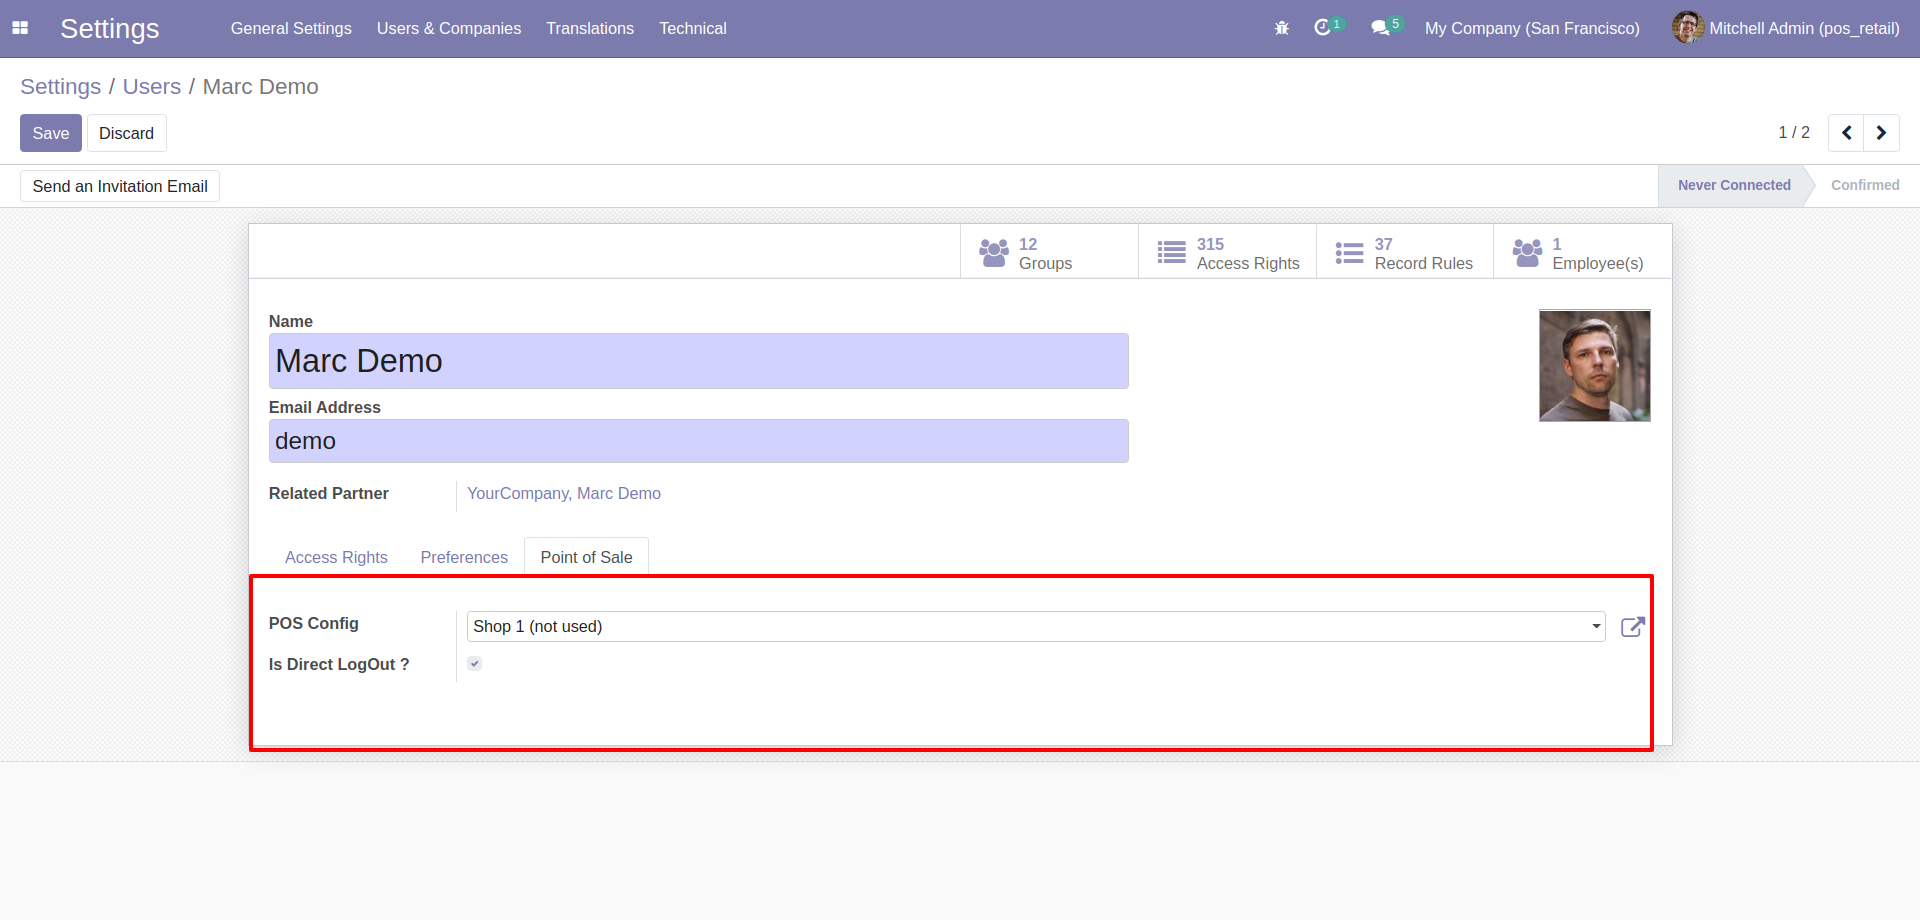 Settings General Settings Users & Companies Translations Technical 1 5 My Company (San Francisco) Mitchell Admin (pos_retail)
Settings / Users / Marc Demo
Save Discard 1 / 2
Send an Invitation Email Never Connected Confirmed
12 315 37 1
Groups Access Rights Record Rules Employee(s)
Name
Marc Demo
Email Address
demo
Related Partner YourCompany, Marc Demo
Access Rights Preferences Point of Sale
POS Config Shop 1 (not used)
Is Direct LogOut ?